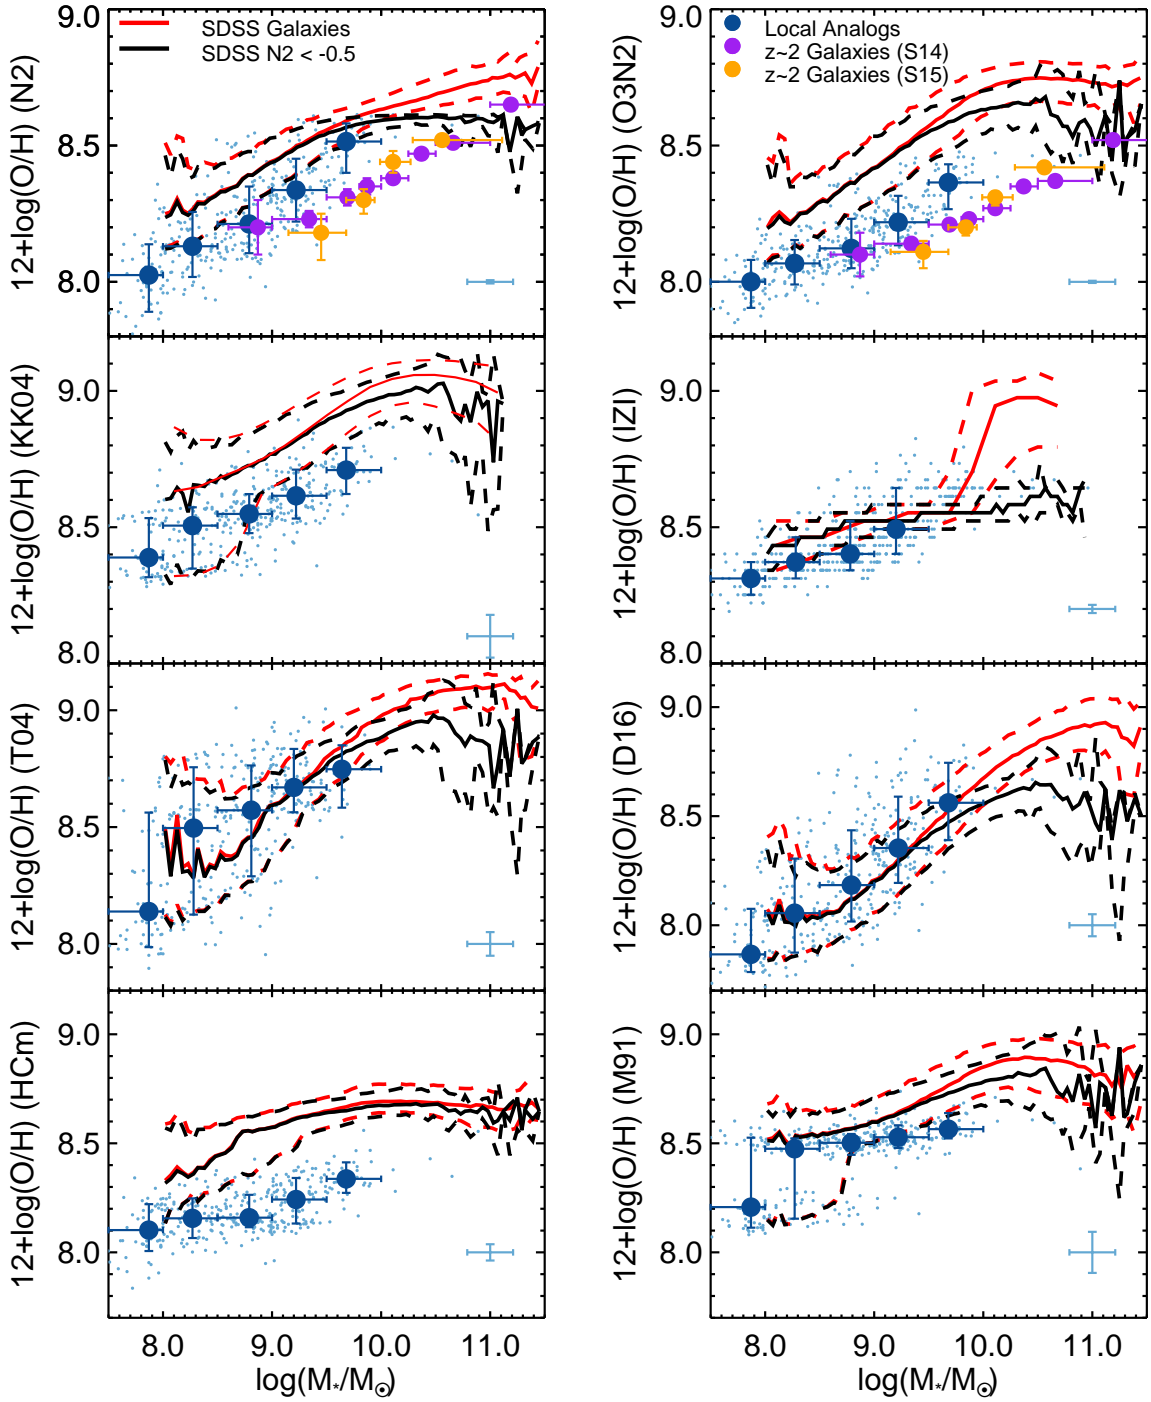 SDSS Galaxies
SDSS N2 < -0.5
9.0
8.5
8.0
12+log(O/H) (N2)
Local Analogs
z~2 Galaxies (S14)
z~2 Galaxies (S15)
9.0
8.5
8.0
12+log(O/H) (O3N2)
9.0
8.5
8.0
12+log(O/H) (KK04)
9.0
8.5
8.0
12+log(O/H) (IZI)
9.0
8.5
8.0
12+log(O/H) (T04)
9.0
8.5
8.0
12+log(O/H) (D16)
9.0
8.5
8.0
12+log(O/H) (HCm)
8.0 9.0 10.0 11.0
log(M*/M☉)
9.0
8.5
8.0
12+log(O/H) (M91)
8.0 9.0 10.0 11.0
log(M*/M☉)